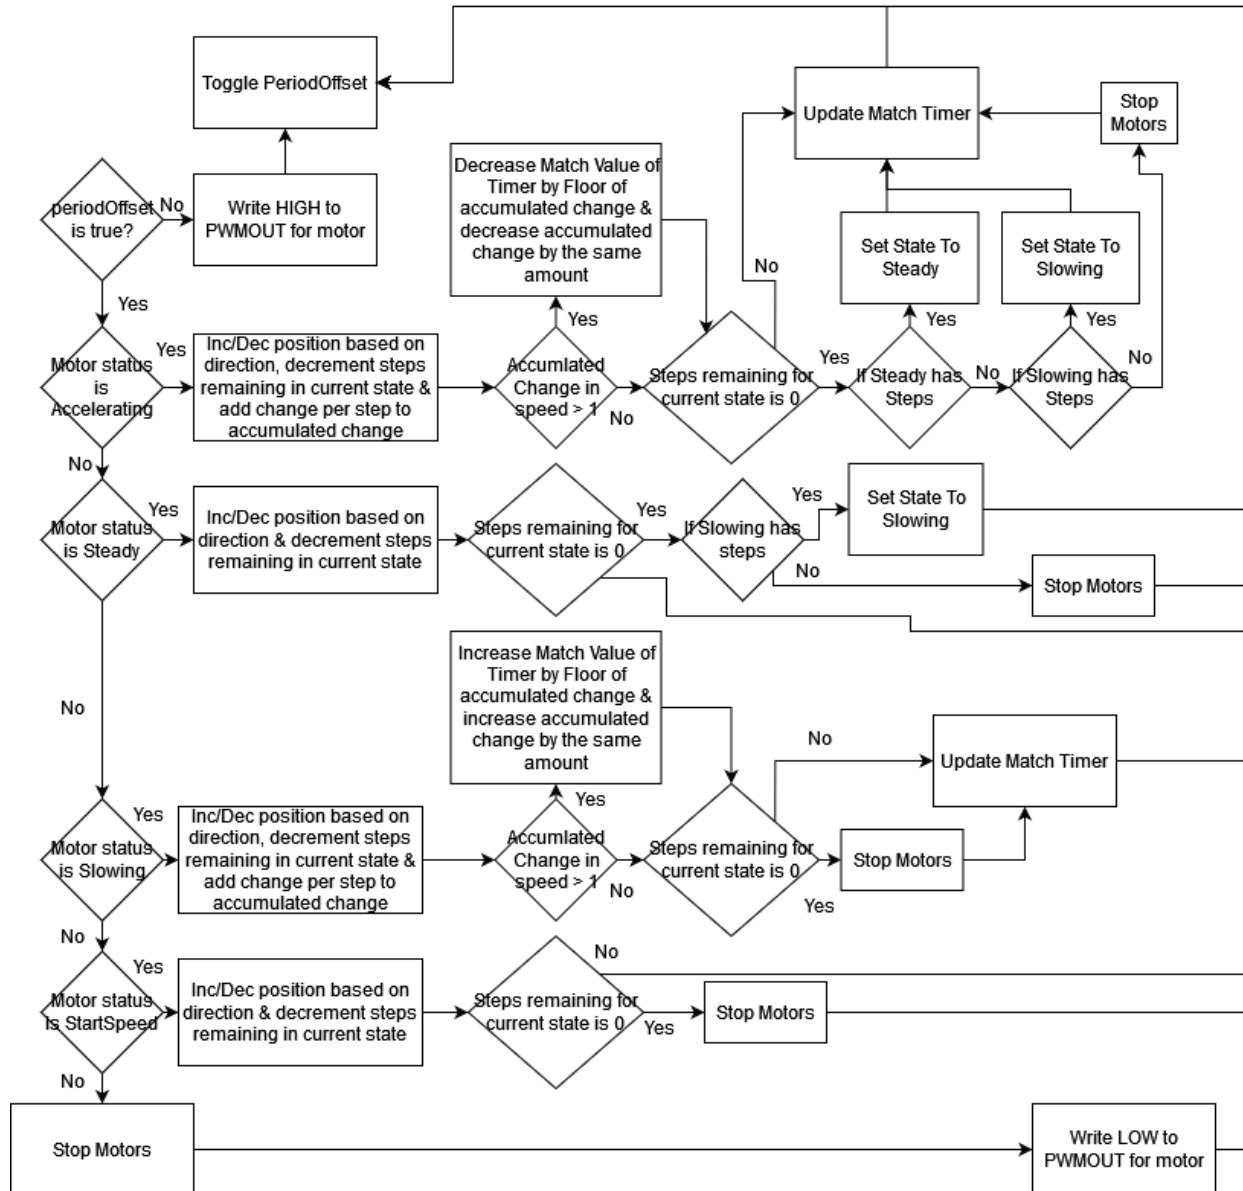 Toggle PeriodOffset
Update Match Timer
Stop
Motors
Decrease Match Value of
Timer by Floor of
accumulated change &
decrease accumulated
change by the same
amount
periodOffset
is true?
No
Write HIGH to
PWMOUT for motor
Set State To
Steady
Set State To
Slowing
No
Yes
Yes
Yes
Yes
Motor status
is
Accelerating
Yes
Inc/Dec position based on
direction, decrement steps
remaining in current state &
add change per step to
accumulated change
Accumlated
Change in
speed > 1
No
Steps remaining for
current state is 0
Yes
If Steady has
Steps
No
If Slowing has
Steps
No
No
Motor status
is Steady
Yes
Inc/Dec position based on
direction & decrement steps
remaining in current state
Steps remaining for
current state is 0
Yes
If Slowing has
steps
Yes
Set State To
Slowing
No
Stop Motors
Increase Match Value of
Timer by Floor of
accumulated change &
increase accumulated
change by the same
amount
No
No
Update Match Timer
Yes
Motor status
is Slowing
Yes
Inc/Dec position based on
direction, decrement steps
remaining in current state &
add change per step to
accumulated change
Accumlated
Change in
speed > 1
No
Steps remaining for
current state is 0
Yes
Stop Motors
No
Motor status
is StartSpeed
Yes
Inc/Dec position based on
direction & decrement steps
remaining in current state
Steps remaining for
current state is 0
No
Yes
Stop Motors
No
Stop Motors
Write LOW to
PWMOUT for motor